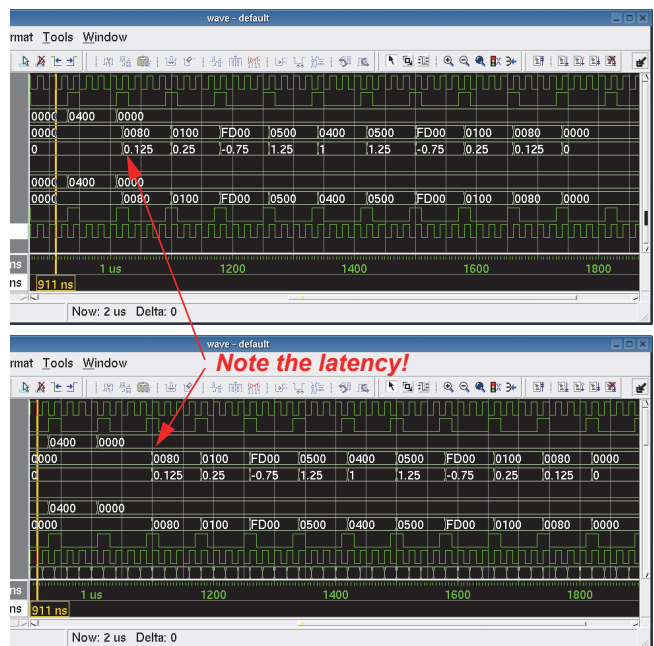 wave - default
rmat Tools Window
0000 0400 0000
0000 0080 0100 FD00 0500 0400 0500 FD00 0100 0080 0000
0 0.125 0.25 -0.75 1.25 1 1.25 -0.75 0.25 0.125 0
0000 0400 0000
0000 0080 0100 FD00 0500 0400 0500 FD00 0100 0080 0000
ns 1 us 1200 1400 1600 1800
ns 911 ns
Now: 2 us Delta: 0
wave - default
rmat Tools Window
Note the latency!
0400 0000
0000 0080 0100 FD00 0500 0400 0500 FD00 0100 0080 0000
0 0.125 0.25 -0.75 1.25 1 1.25 -0.75 0.25 0.125 0
0400 0000
0000 0080 0100 FD00 0500 0400 0500 FD00 0100 0080 0000
ns 1 us 1200 1400 1600 1800
ns 911 ns
Now: 2 us Delta: 0